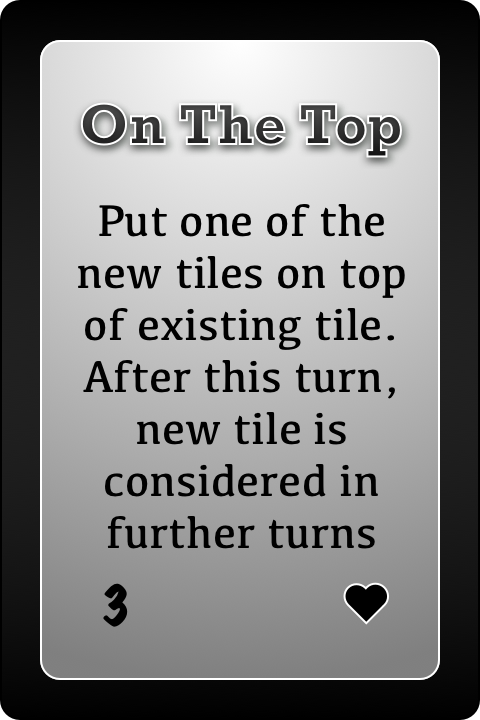 On The Top
Put one of the
new tiles on top
of existing tile.
After this turn,
new tile is
considered in
further turns
3